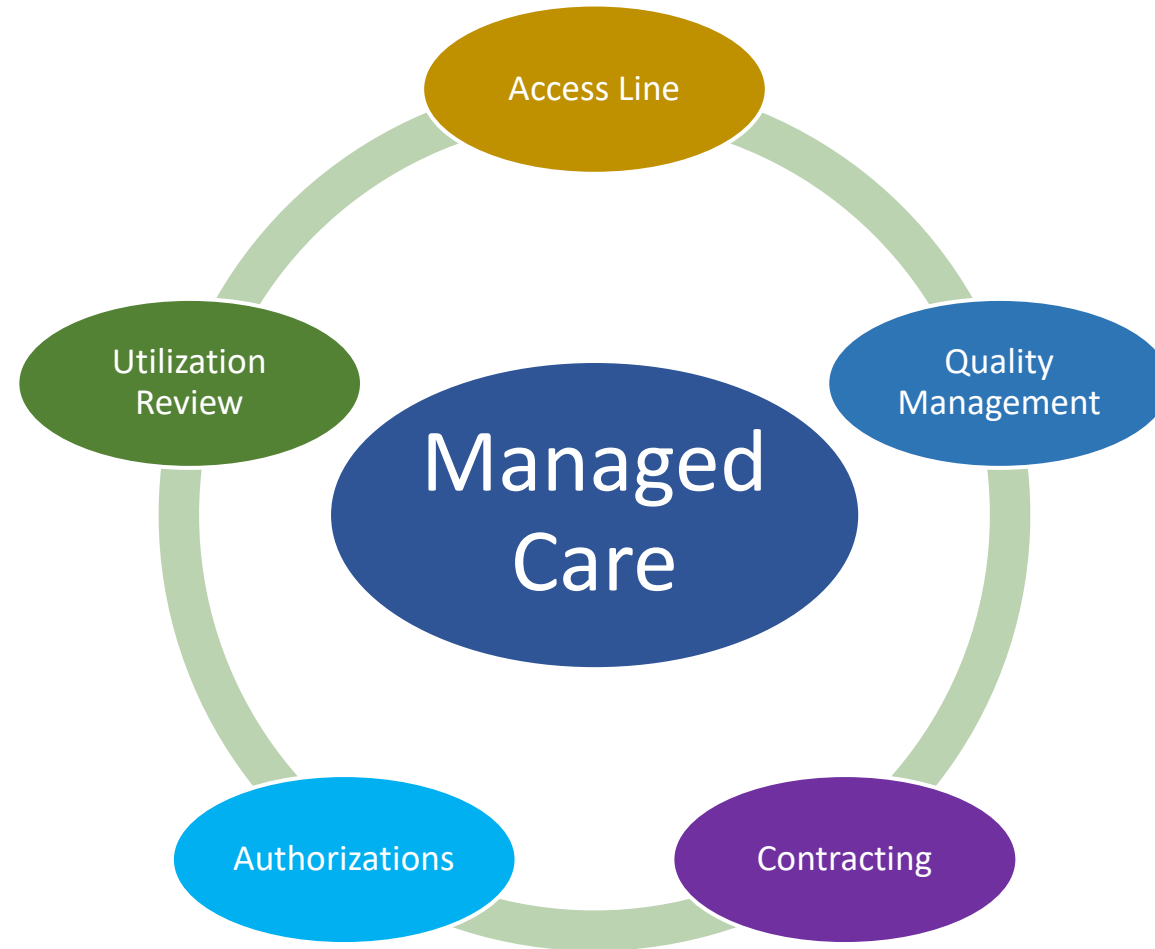 Access Line
Utilization
Review
Quality
Management
Managed
Care
Authorizations
Contracting